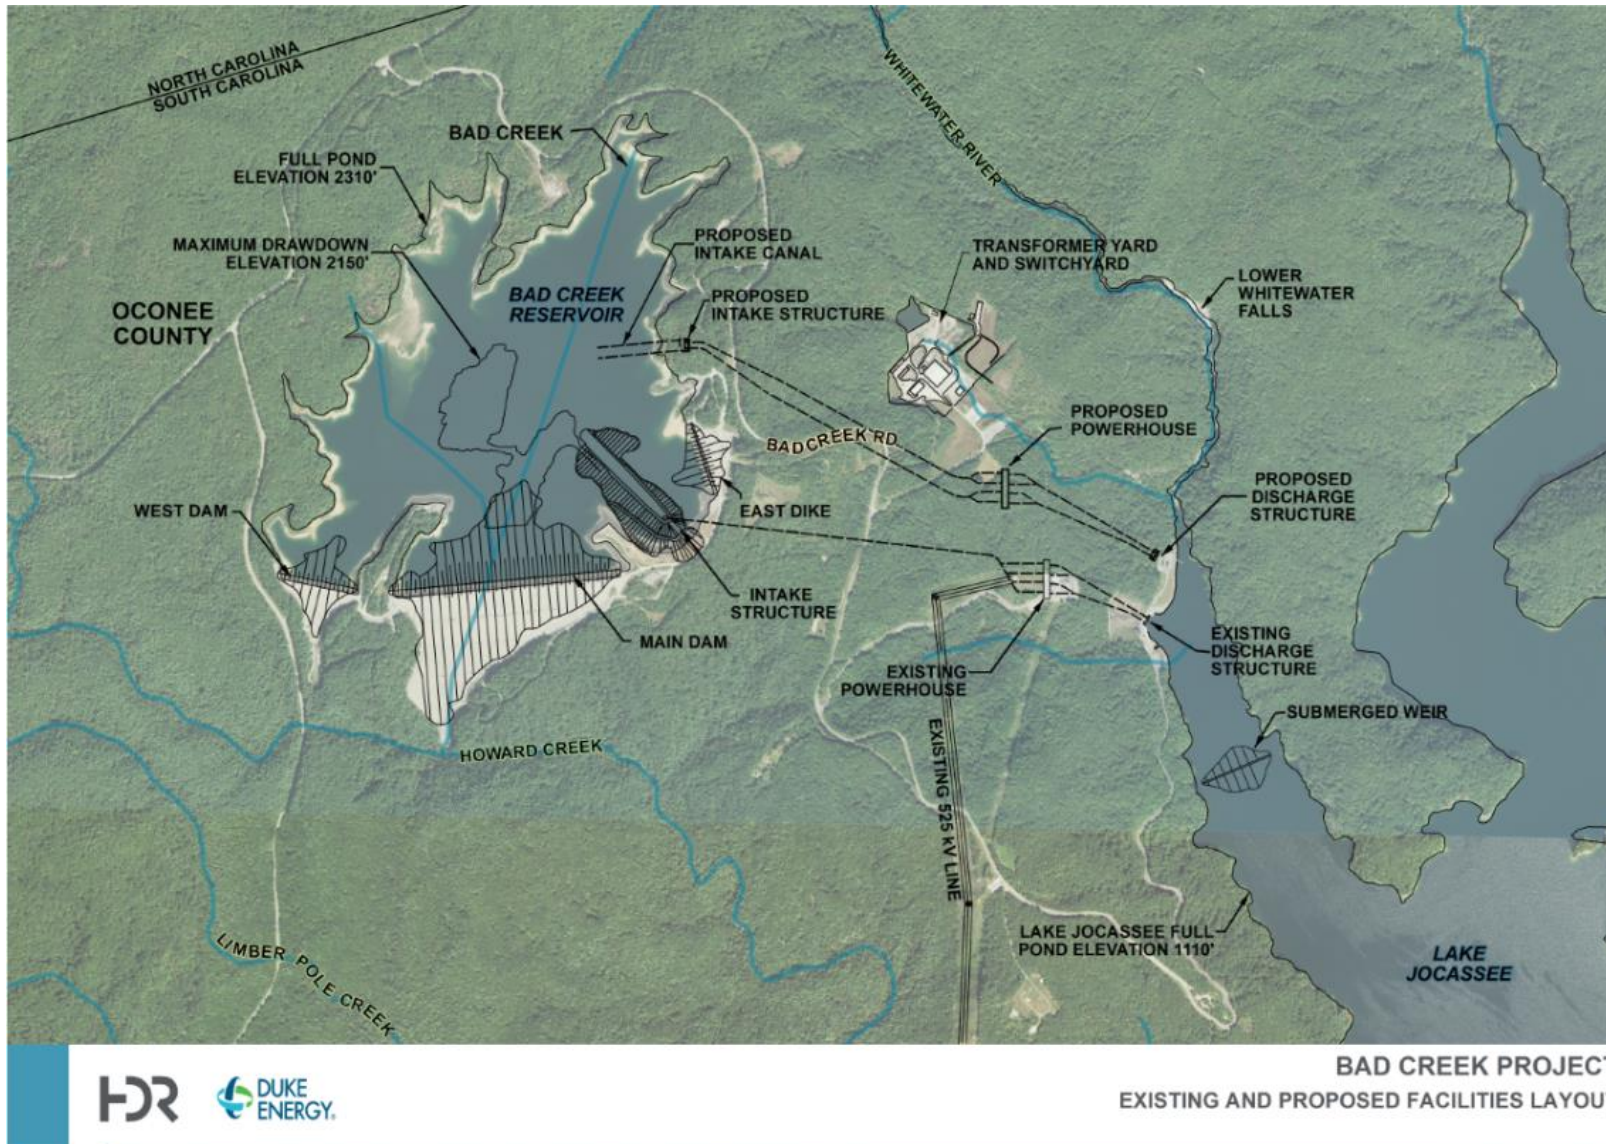 NORTH CAROLINA
SOUTH CAROLINA
BAD CREEK
WHITEWATER RIVER
FULL POND
ELEVATION 2310'
MAXIMUM DRAWDOWN
ELEVATION 2150'
PROPOSED
INTAKE CANAL
TRANSFORMER YARD
AND SWITCHYARD
LOWER
WHITEWATER
FALLS
OCONEE
COUNTY
BAD CREEK
RESERVOIR
PROPOSED
INTAKE STRUCTURE
PROPOSED
POWERHOUSE
BAD CREEK RD
PROPOSED
DISCHARGE
STRUCTURE
WEST DAM
EAST DIKE
INTAKE
STRUCTURE
MAIN DAM
EXISTING
DISCHARGE
STRUCTURE
EXISTING
POWERHOUSE
SUBMERGED WEIR
HOWARD CREEK
EXISTING 525 kV LINE
LIMBER POLE CREEK
LAKE JOCASSEE FULL
POND ELEVATION 1110'
LAKE
JOCASSEE
HDR
DUKE
ENERGY®
BAD CREEK PROJECT
EXISTING AND PROPOSED FACILITIES LAYOUT